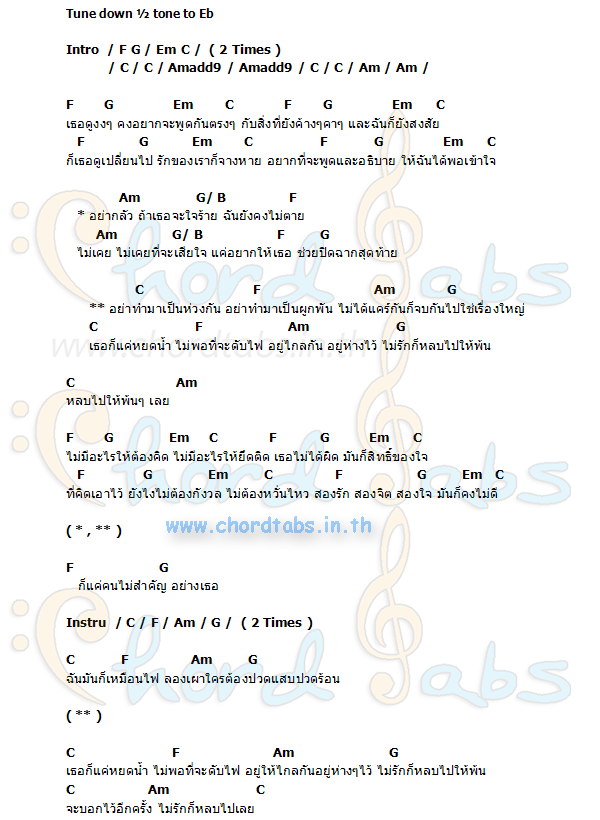 Tune down ½ tone to Eb
Intro / F G / Em C / ( 2 Times )
/ C / C / Amadd9 / Amadd9 / C / C / Am / Am /
F G Em C F G Em C
เธอดูงงๆ คงอยากจะพูดกันตรงๆ กับสิ่งที่ยังค้างๆคาๆ และฉันก็ยังสงสัย
F G Em C F G Em C
ก็เธอดูเปลี่ยนไป รักของเราก็จางหาย อยากที่จะพูดและอธิบาย ให้ฉันได้พอเข้าใจ
Am G/ B F
* อย่ากลัว ถ้าเธอจะใจร้าย ฉันยังคงไม่ตาย
Am G/ B F G
ไม่เคย ไม่เคยที่จะเสียใจ แค่อยากให้เธอ ช่วยปิดฉากสุดท้าย
C F Am G
** อย่าทำมาเป็นห่วงกัน อย่าทำมาเป็นผูกพัน ไม่ได้แคร์กันก็จบกันไปใช่เรื่องใหญ่
C F Am G
เธอก็แค่หยดน้ำ ไม่พอที่จะดับไฟ อยู่ไกลกัน อยู่ห่างไว้ ไม่รักก็หลบไปให้พ้น
www.chordtabs.in.th
C Am
หลบไปให้พ้นๆ เลย
F G Em C F G Em C
ไม่มีอะไรให้ต้องคิด ไม่มีอะไรให้ยึดติด เธอไม่ได้ผิด มันก็สิทธิ์ของใจ
F G Em C F G Em C
ที่คิดเอาไว้ ยังไงไม่ต้องกังวล ไม่ต้องหวั่นไหว สองรัก สองจิต สองใจ มันก็คงไม่ดี
( * , ** )
www.chordtabs.in.th
F G
ก็แค่คนไม่สำคัญ อย่างเธอ
Instru / C / F / Am / G / ( 2 Times )
C F Am G
ฉันมันก็เหมือนไฟ ลองเผาใครต้องปวดแสบปวดร้อน
( ** )
C F Am G
เธอก็แค่หยดน้ำ ไม่พอที่จะดับไฟ อยู่ให้ไกลกันอยู่ห่างๆไว้ ไม่รักก็หลบไปให้พ้น
C Am C
จะบอกไว้อีกครั้ง ไม่รักก็หลบไปเลย
Chord Tabs
Chord Tabs